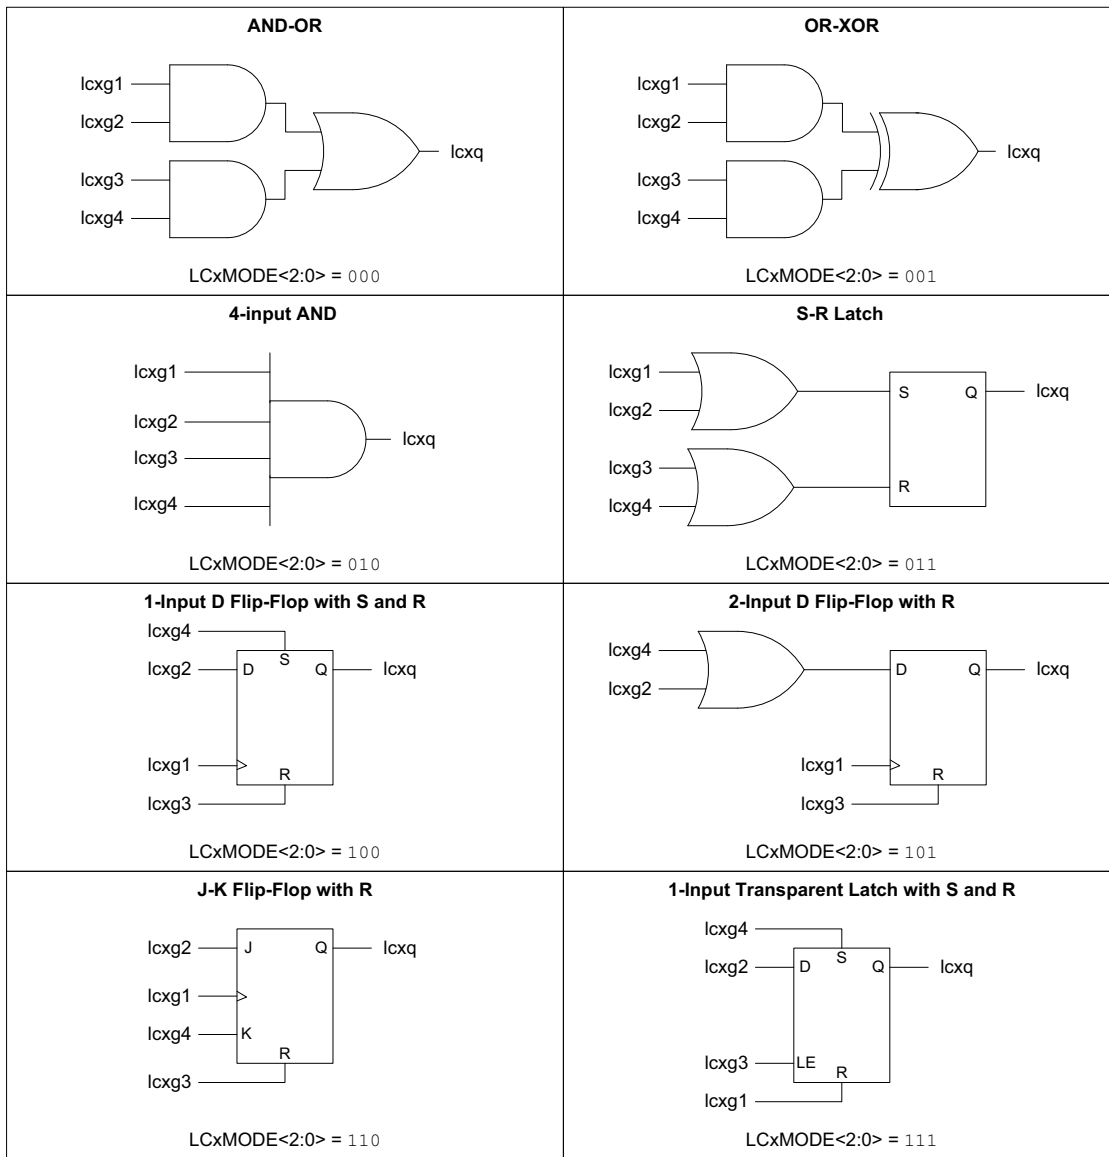 AND-OR
lcxg1
lcxg2
lcxg3
lcxg4
lcxq
LCxMODE<2:0> = 000
OR-XOR
lcxg1
lcxg2
lcxg3
lcxg4
lcxq
LCxMODE<2:0> = 001
4-input AND
lcxg1
lcxg2
lcxg3
lcxg4
lcxq
LCxMODE<2:0> = 010
S-R Latch
lcxg1
lcxg2
lcxg3
lcxg4
S
Q
R
lcxq
LCxMODE<2:0> = 011
1-Input D Flip-Flop with S and R
lcxg4
S
lcxg2
D
Q
lcxq
lcxg1
R
lcxg3
LCxMODE<2:0> = 100
2-Input D Flip-Flop with R
lcxg4
lcxg2
D
Q
lcxq
lcxg1
R
lcxg3
LCxMODE<2:0> = 101
J-K Flip-Flop with R
lcxg2
J
Q
lcxq
lcxg1
lcxg4
K
R
lcxg3
LCxMODE<2:0> = 110
1-Input Transparent Latch with S and R
lcxg4
S
lcxg2
D
Q
lcxq
lcxg3
LE
R
lcxg1
LCxMODE<2:0> = 111